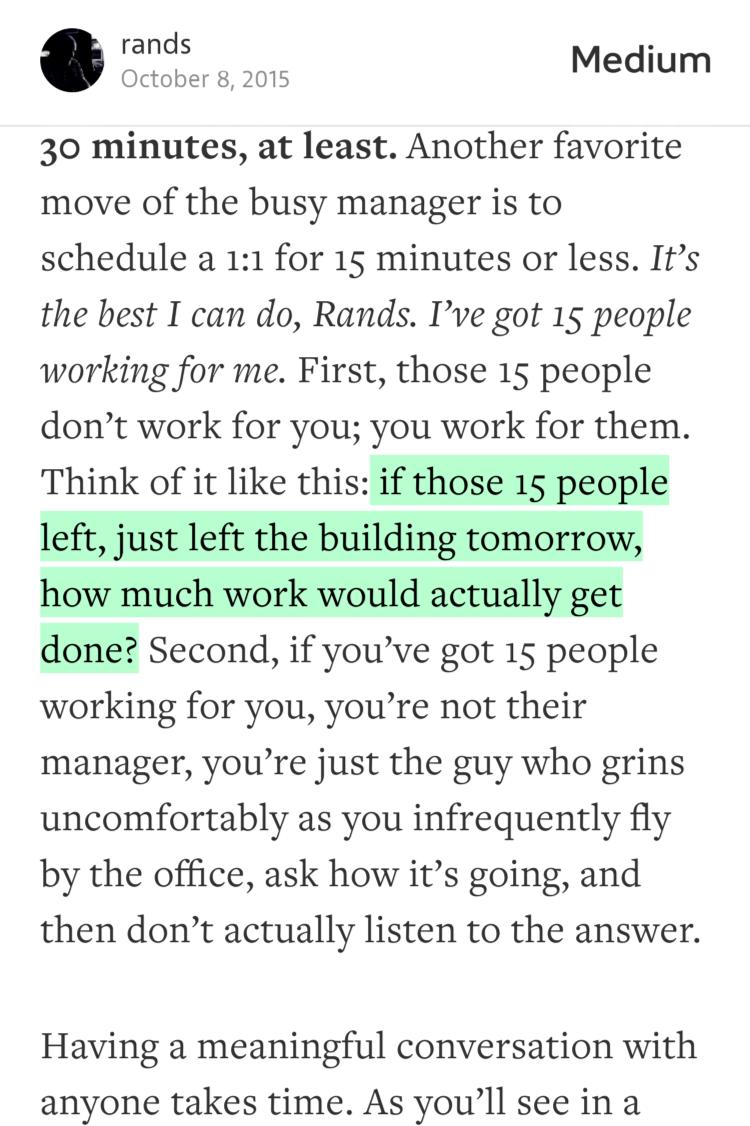 rands
October 8, 2015
Medium
30 minutes, at least. Another favorite
move of the busy manager is to
schedule a 1:1 for 15 minutes or less. It’s
the best I can do, Rands. I’ve got 15 people
working for me. First, those 15 people
don’t work for you; you work for them.
Think of it like this: if those 15 people
left, just left the building tomorrow,
how much work would actually get
done? Second, if you’ve got 15 people
working for you, you’re not their
manager, you’re just the guy who grins
uncomfortably as you infrequently fly
by the office, ask how it’s going, and
then don’t actually listen to the answer.
Having a meaningful conversation with
anyone takes time. As you’ll see in a